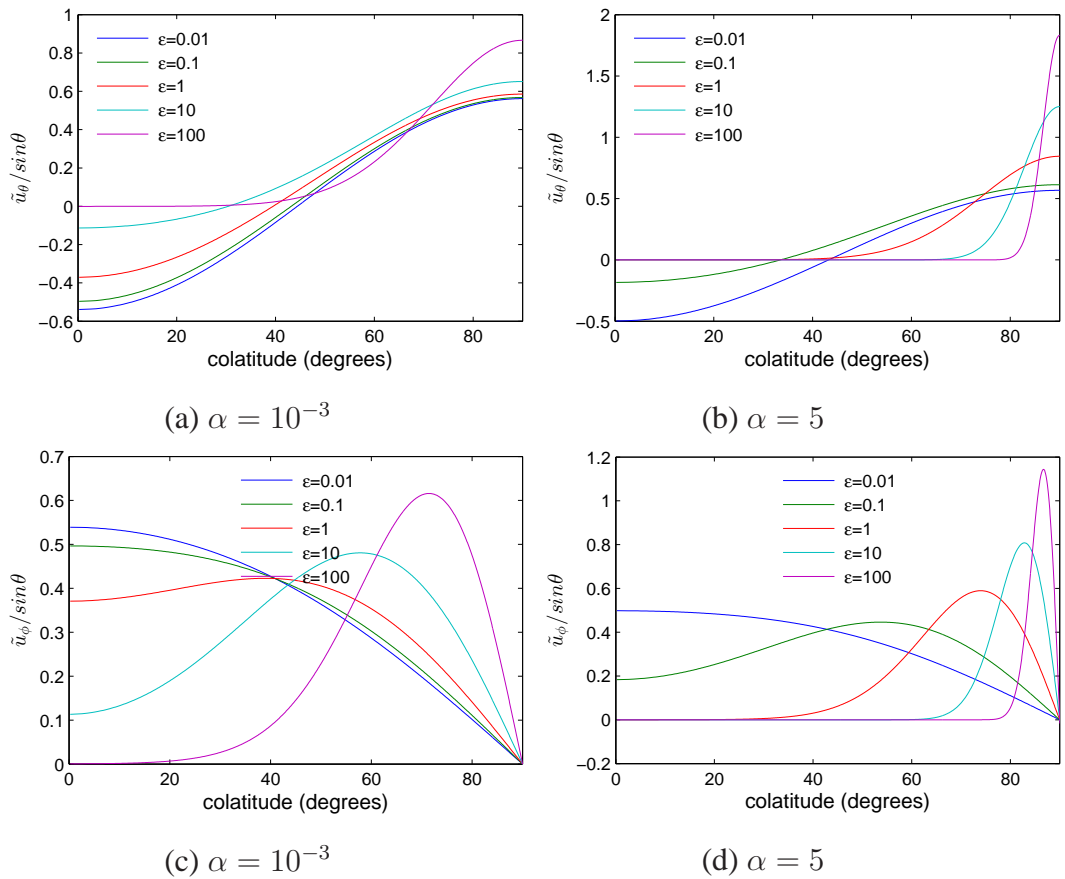 1
0.8
0.6
0.4
0.2
0
−0.2
−0.4
−0.6
0 20 40 60 80
ε=0.01
ε=0.1
ε=1
ε=10
ε=100
ũ_θ/sinθ
colatitude (degrees)
(a) α = 10⁻³
2
1.5
1
0.5
0
−0.5
0 20 40 60 80
ε=0.01
ε=0.1
ε=1
ε=10
ε=100
ũ_θ/sinθ
colatitude (degrees)
(b) α = 5
0.7
0.6
0.5
0.4
0.3
0.2
0.1
0
0 20 40 60 80
ε=0.01
ε=0.1
ε=1
ε=10
ε=100
ũ_ϕ/sinθ
colatitude (degrees)
(c) α = 10⁻³
1.2
1
0.8
0.6
0.4
0.2
0
−0.2
0 20 40 60 80
ε=0.01
ε=0.1
ε=1
ε=10
ε=100
ũ_ϕ/sinθ
colatitude (degrees)
(d) α = 5